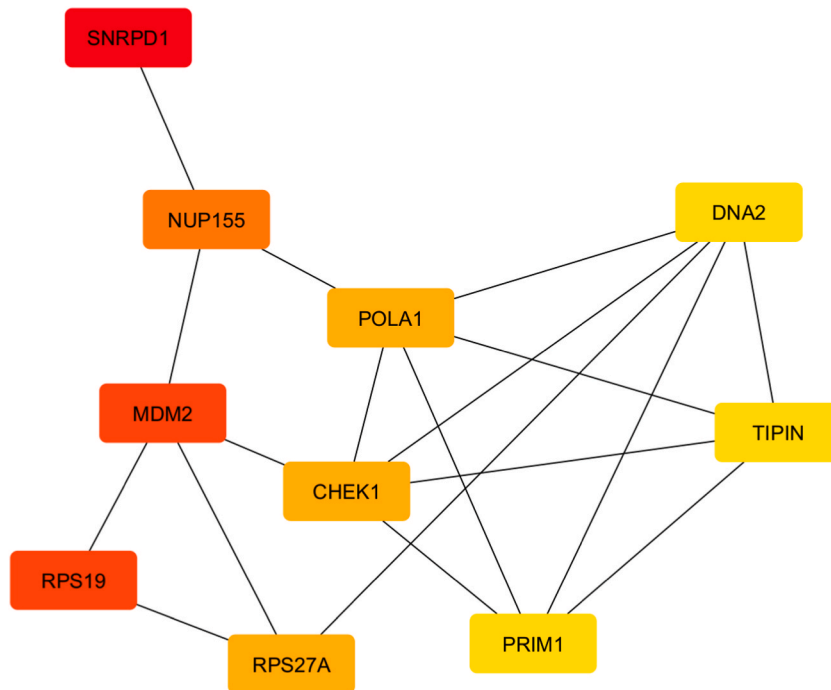 SNRPD1
NUP155
DNA2
POLA1
MDM2
TIPIN
CHEK1
RPS19
PRIM1
RPS27A